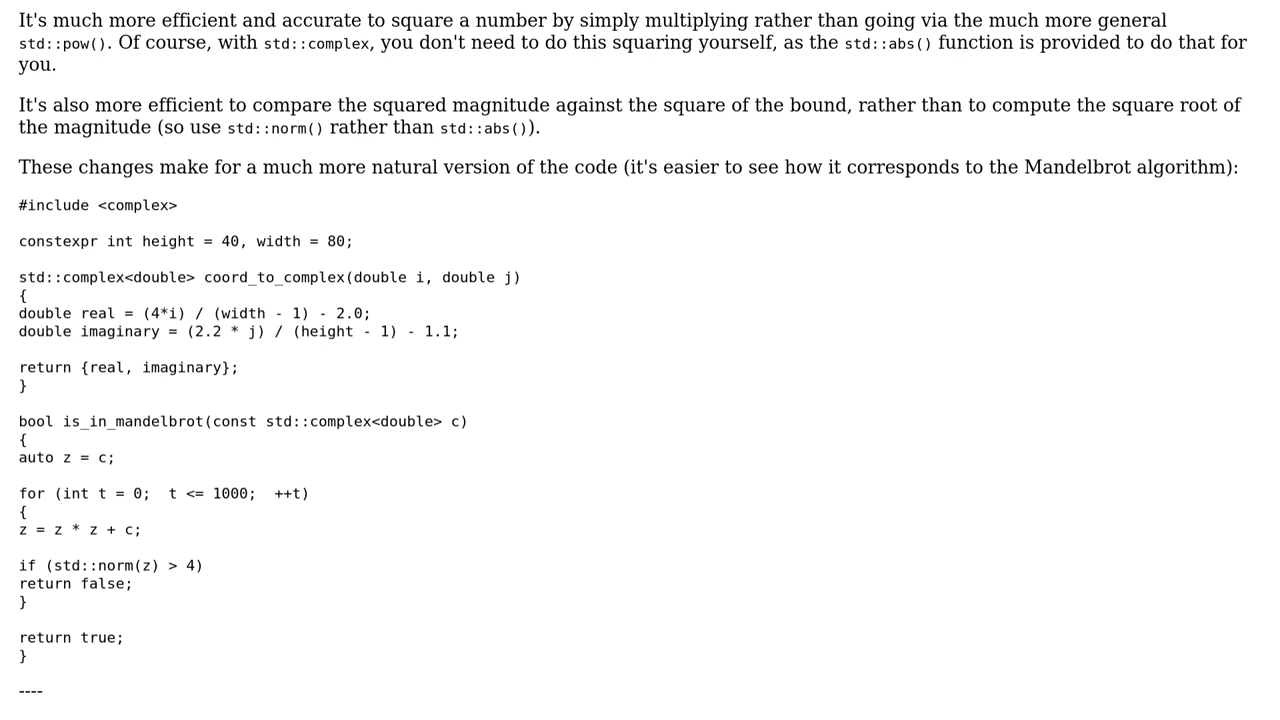 It's much more efficient and accurate to square a number by simply multiplying rather than going via the much more general
std::pow(). Of course, with std::complex, you don't need to do this squaring yourself, as the std::abs() function is provided to do that for
you.
It's also more efficient to compare the squared magnitude against the square of the bound, rather than to compute the square root of
the magnitude (so use std::norm() rather than std::abs()).
These changes make for a much more natural version of the code (it's easier to see how it corresponds to the Mandelbrot algorithm):
#include <complex>
constexpr int height = 40, width = 80;
std::complex<double> coord_to_complex(double i, double j)
{
double real = (4*i) / (width - 1) - 2.0;
double imaginary = (2.2 * j) / (height - 1) - 1.1;
return {real, imaginary};
}
bool is_in_mandelbrot(const std::complex<double> c)
{
auto z = c;
for (int t = 0;  t <= 1000;  ++t)
{
z = z * z + c;
if (std::norm(z) > 4)
return false;
}
return true;
}
----